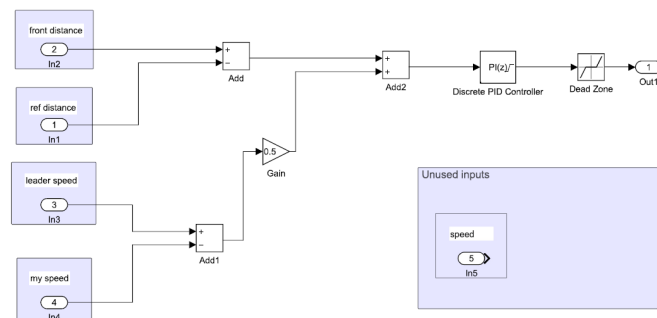 front distance
2
In2
ref distance
1
In1
leader speed
3
In3
my speed
4
In4
+
−
Add
+
−
Add1
0.5
Gain
+
+
Add2
PI(z)
Discrete PID Controller
Dead Zone
1
Out1
Unused inputs
speed
5
In5